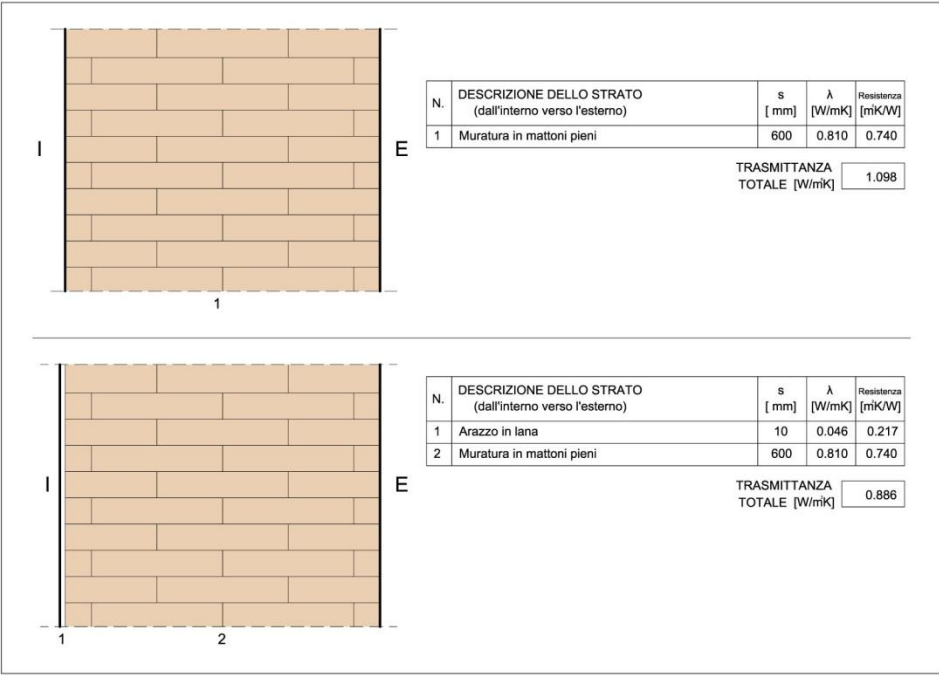 I
E
1
N.
DESCRIZIONE DELLO STRATO
(dall'interno verso l'esterno)
s
[ mm]
λ
[W/mK]
Resistenza
[m²K/W]
1 Muratura in mattoni pieni 600 0.810 0.740
TRASMITTANZA
TOTALE [W/m²K]
1.098
I
E
1
2
N.
DESCRIZIONE DELLO STRATO
(dall'interno verso l'esterno)
s
[ mm]
λ
[W/mK]
Resistenza
[m²K/W]
1 Arazzo in lana 10 0.046 0.217
2 Muratura in mattoni pieni 600 0.810 0.740
TRASMITTANZA
TOTALE [W/m²K]
0.886